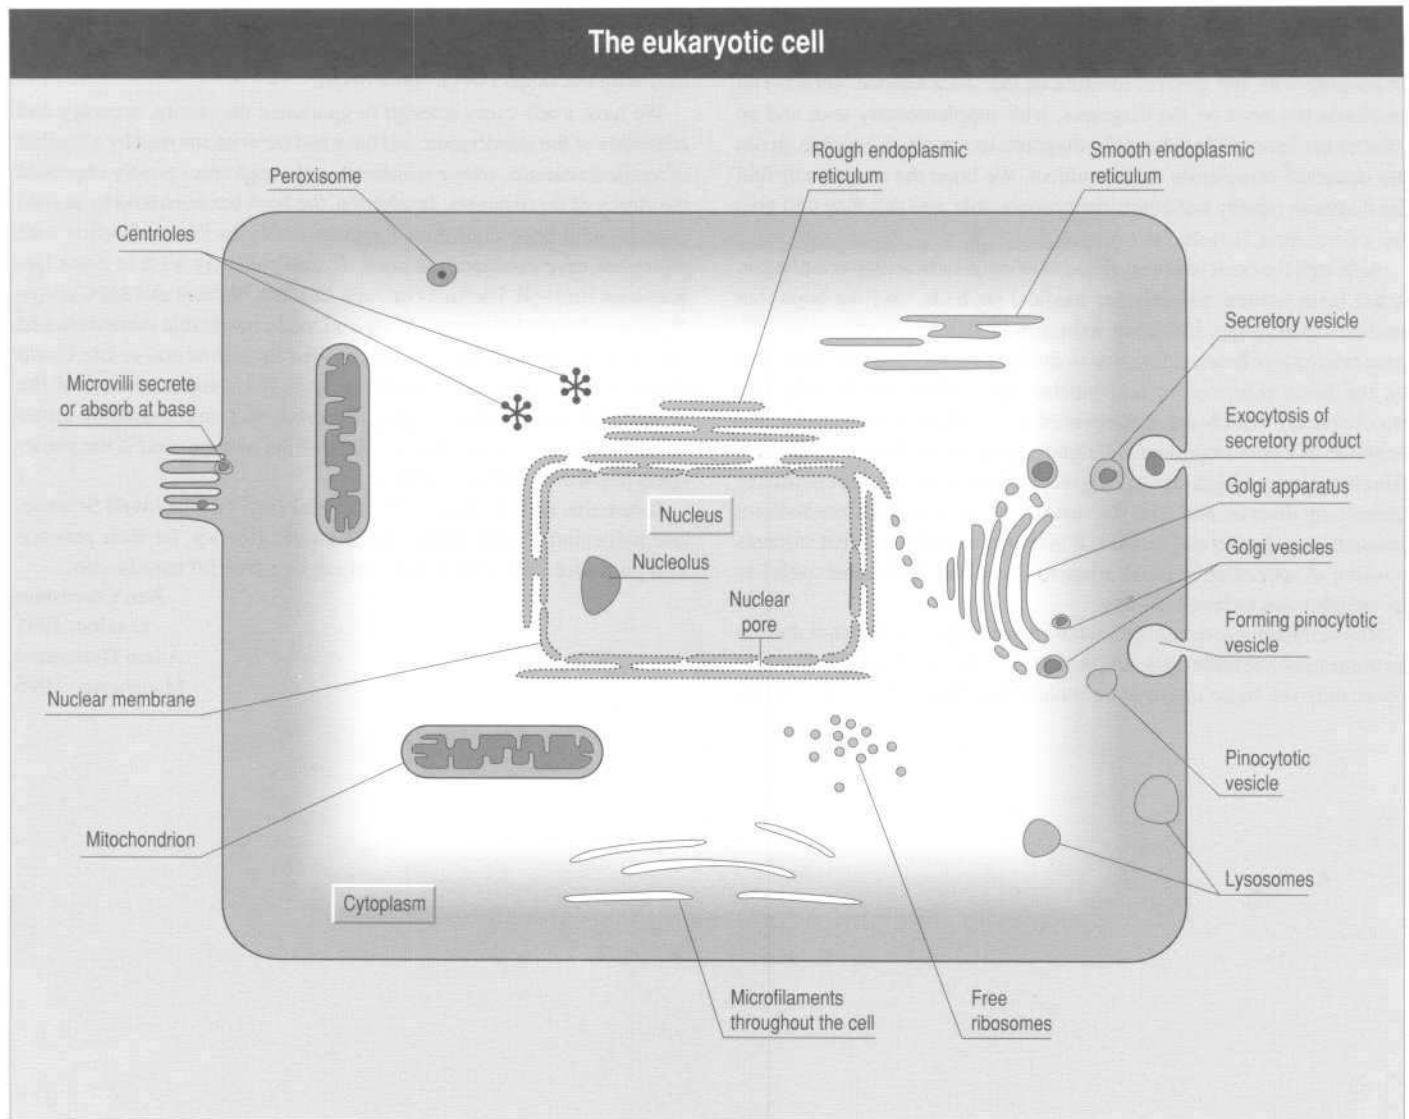 The eukaryotic cell
Rough endoplasmic
reticulum
Smooth endoplasmic
reticulum
Peroxisome
Centrioles
Secretory vesicle
Microvilli secrete
or absorb at base
Exocytosis of
secretory product
Golgi apparatus
Nucleus
Golgi vesicles
Nucleolus
Nuclear
pore
Forming pinocytotic
vesicle
Nuclear membrane
Pinocytotic
vesicle
Mitochondrion
Lysosomes
Cytoplasm
Microfilaments
throughout the cell
Free
ribosomes